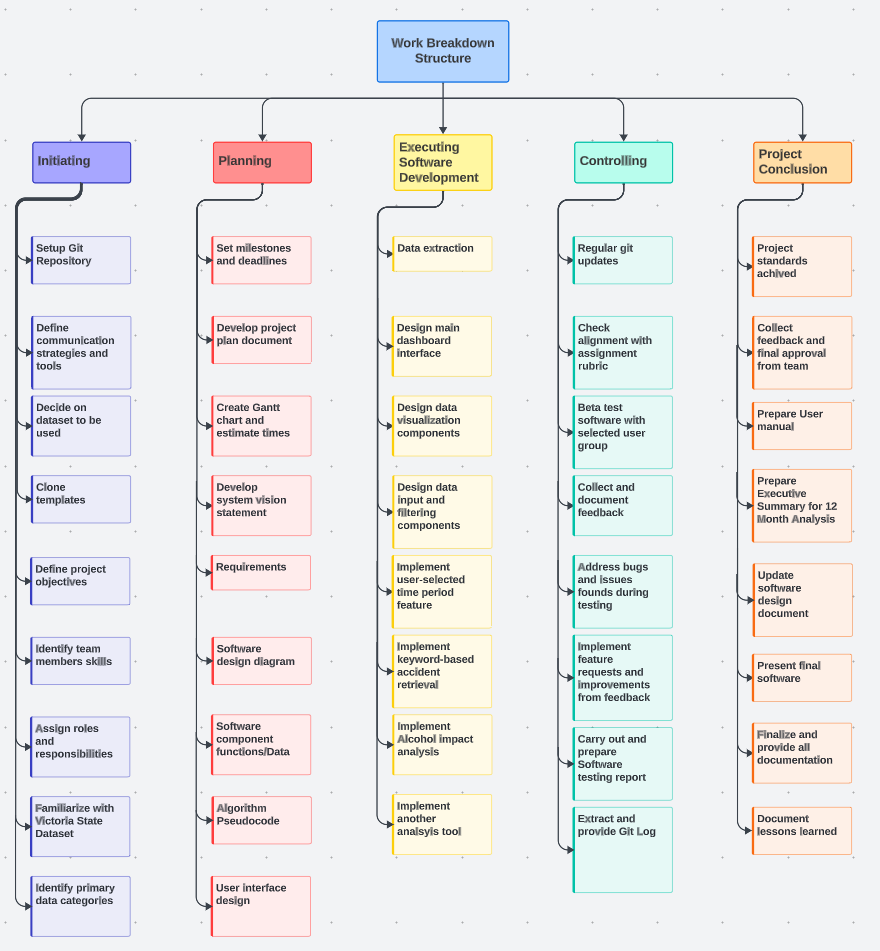 Work Breakdown
Structure
Initiating
Setup Git
Repository
Define
communication
strategies and
tools
Decide on
dataset to be
used
Clone
templates
Define project
objectives
Identify team
members skills
Assign roles
and
responsibilities
Familiarize with
Victoria State
Dataset
Identify primary
data categories
Planning
Set milestones
and deadlines
Develop project
plan document
Create Gantt
chart and
estimate times
Develop
system vision
statement
Requirements
Software
design diagram
Software
component
functions/Data
Algorithm
Pseudocode
User interface
design
Executing
Software
Development
Data extraction
Design main
dashboard
interface
Design data
visualization
components
Design data
input and
filtering
components
Implement
user-selected
time period
feature
Implement
keyword-based
accident
retrieval
Implement
Alcohol impact
analysis
Implement
another
analsyis tool
Controlling
Regular git
updates
Check
alignment with
assignment
rubric
Beta test
software with
selected user
group
Collect and
document
feedback
Address bugs
and issues
founds during
testing
Implement
feature
requests and
improvements
from feedback
Carry out and
prepare
Software
testing report
Extract and
provide Git Log
Project
Conclusion
Project
standards
achived
Collect
feedback and
final approval
from team
Prepare User
manual
Prepare
Executive
Summary for 12
Month Analysis
Update
software
design
document
Present final
software
Finalize and
provide all
documentation
Document
lessons learned